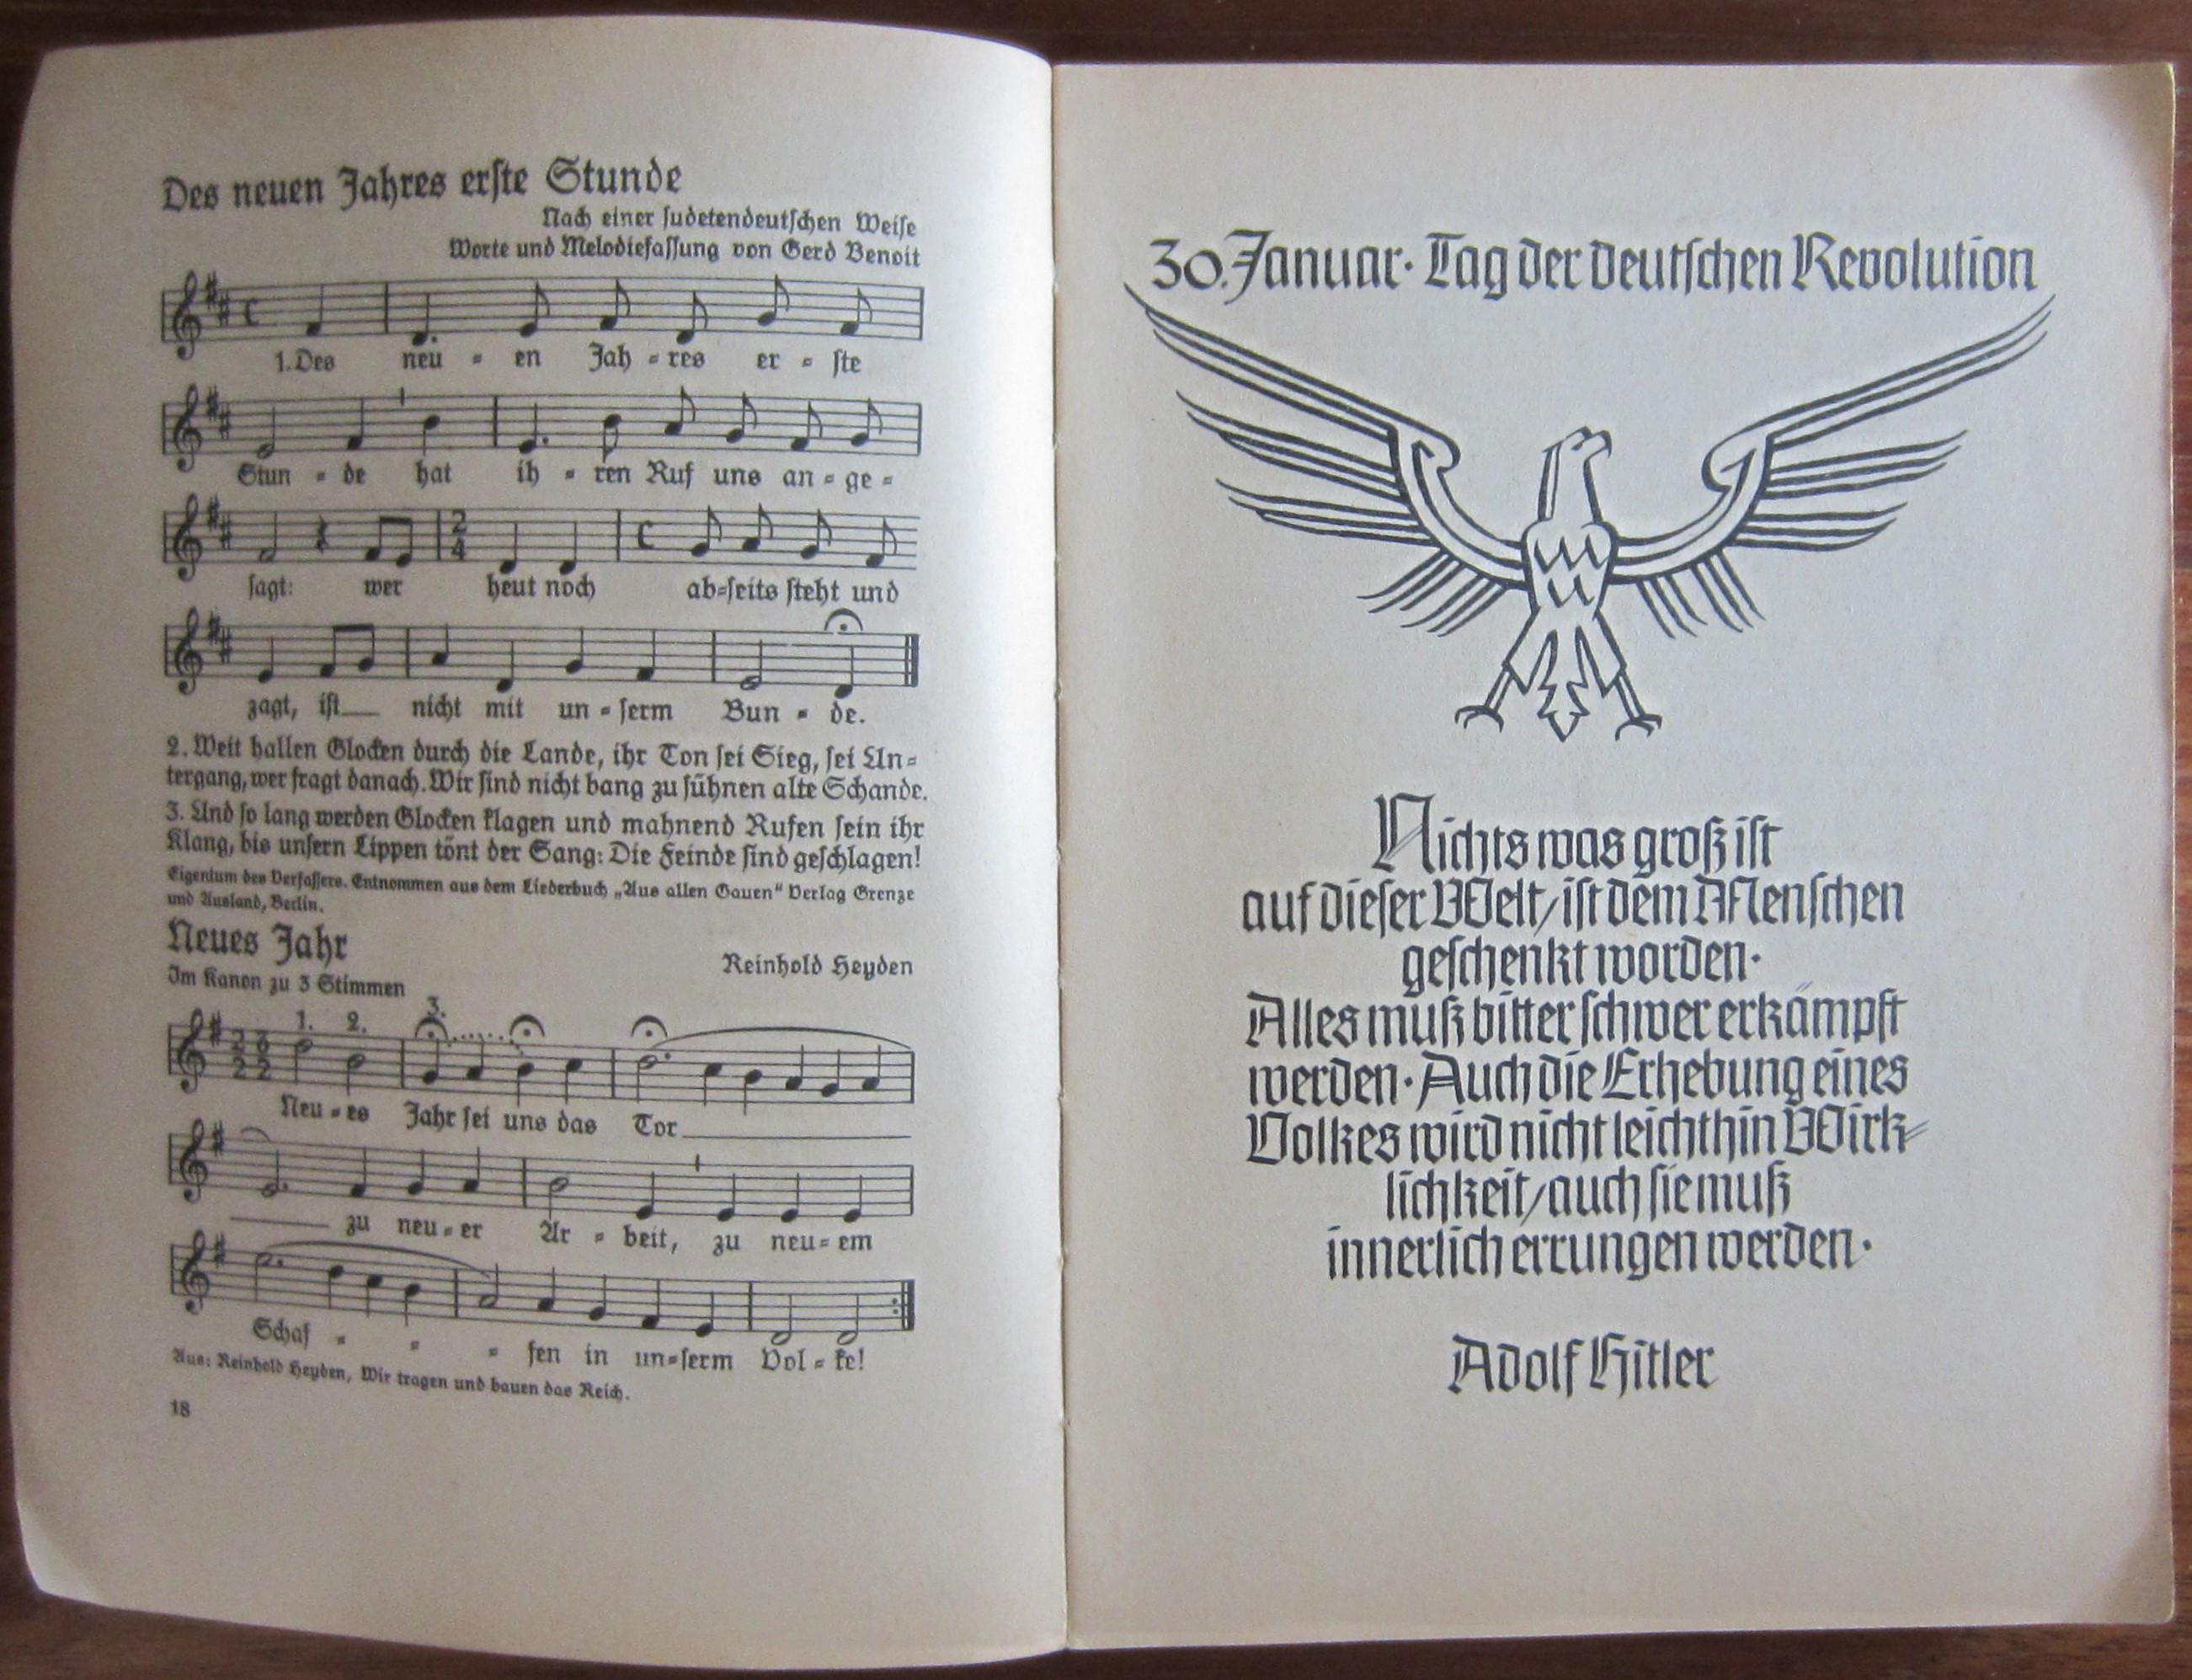 Des neuen Jahres erste Stunde
Nach einer sudetendeutschen Weise
Worte und Melodiefassung von Gerd Benoit
1. Des neu - en Jah - res er - ste
Stun - de hat ih - ren Ruf uns an - ge -
sagt: wer heut noch ab-seits steht und
zagt, ist nicht mit un - serm Bun - de.
2. Weit hallen Glocken durch die Lande, ihr Ton sei Sieg, sei Un-
tergang, wer fragt danach. Wir sind nicht bang zu sühnen alte Schande.
3. Und so lang werden Glocken klagen und mahnend Rufen sein ihr
Klang, bis unsern Lippen tönt der Sang: Die Feinde sind geschlagen!
Eigentum des Verfassers. Entnommen aus dem Liederbuch „Aus allen Gauen“ Verlag Grenze
und Ausland, Berlin.
Neues Jahr
Reinhold Heyden
Im Kanon zu 3 Stimmen
1. 2. 3.
Neu - es Jahr sei uns das Tor
zu neu - er Ar - beit, zu neu - em
Schaf - - - fen in un-serm Vol - ke!
Aus: Reinhold Heyden, Wir tragen und bauen das Reich.
18
30. Januar · Tag der deutschen Revolution
Nichts was groß ist
auf dieser Welt, ist dem Menschen
geschenkt worden ·
Alles muß bitter schwer erkämpft
werden · Auch die Erhebung eines
Volkes wird nicht leichthin Wirk-
lichkeit, auch sie muß
innerlich errungen werden ·
Adolf Hitler